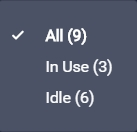 All (9)
In Use (3)
Idle (6)